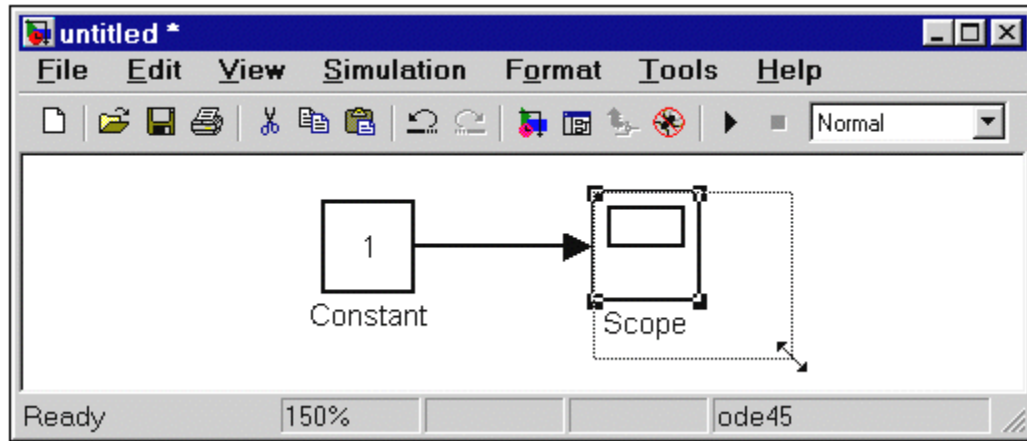 untitled *
File Edit View Simulation Format Tools Help
Normal
1
Constant
Scope
Ready 150% ode45